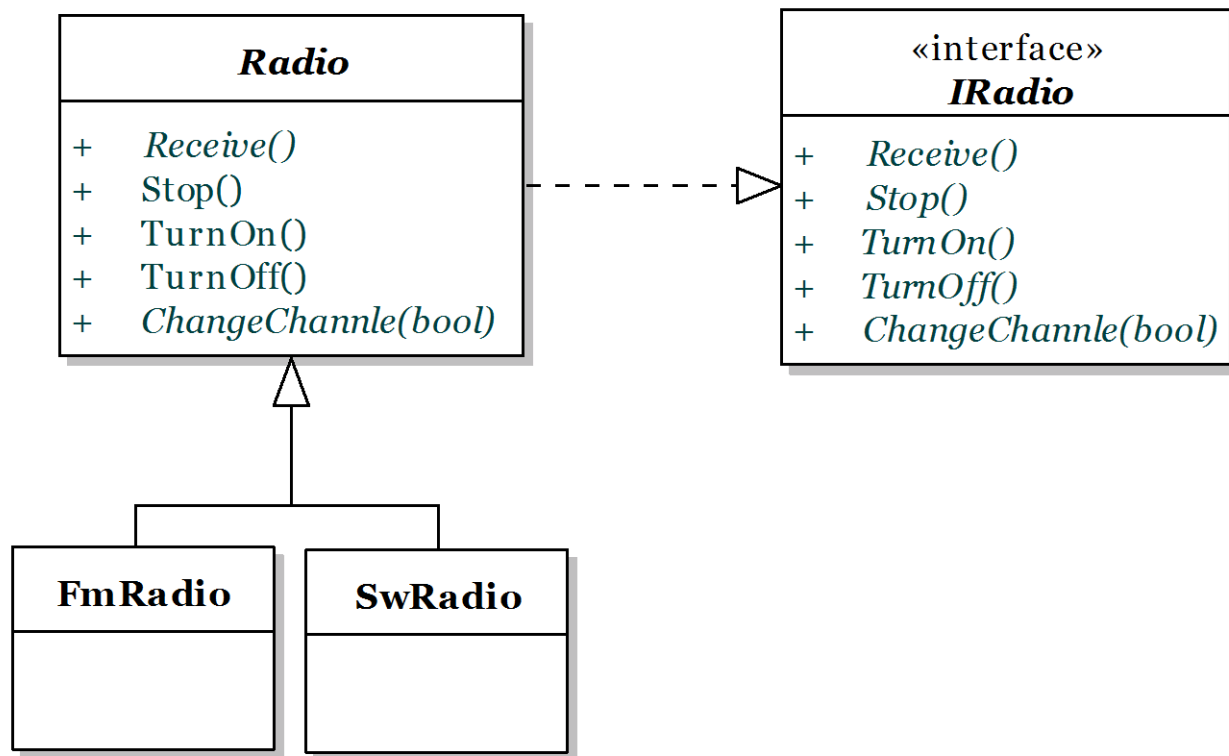 Radio
+ Receive()
+ Stop()
+ TurnOn()
+ TurnOff()
+ ChangeChannle(bool)
«interface»
IRadio
+ Receive()
+ Stop()
+ TurnOn()
+ TurnOff()
+ ChangeChannle(bool)
FmRadio
SwRadio